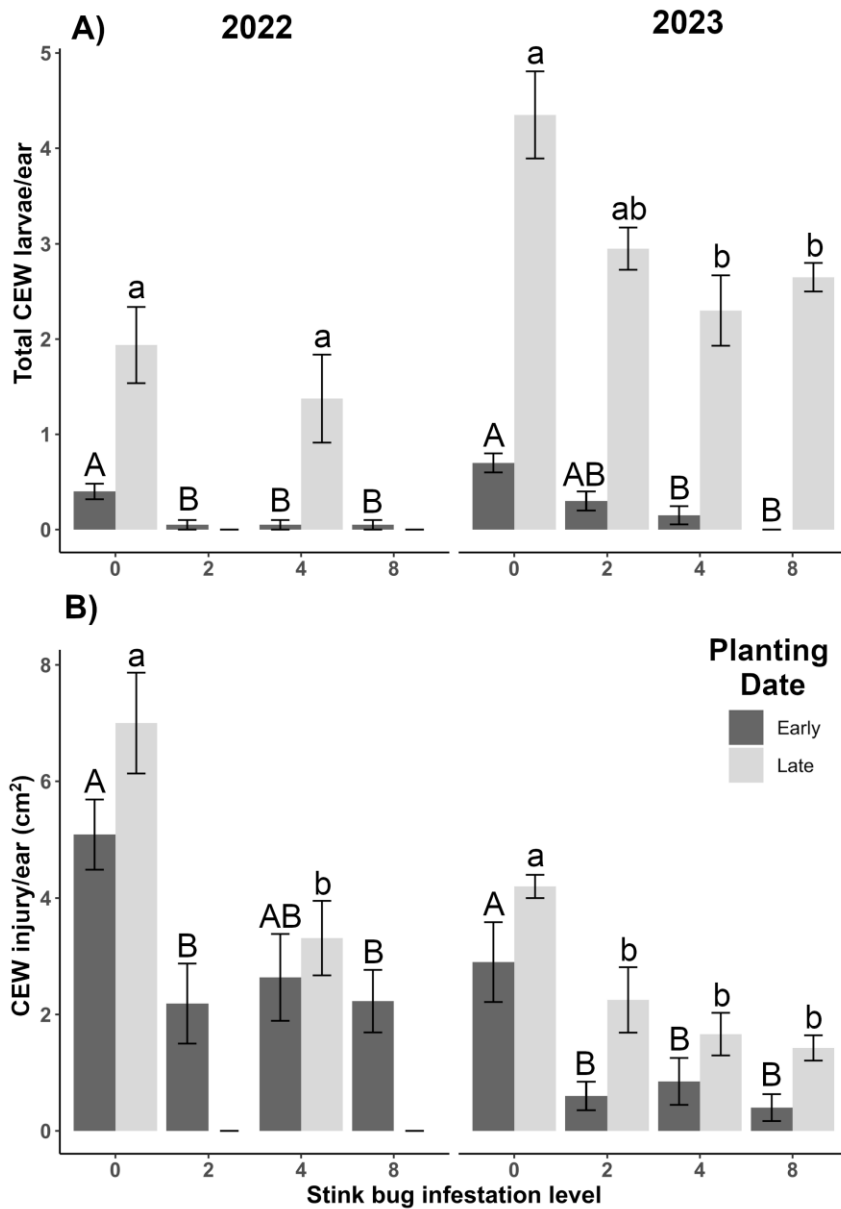 A)
2022
2023
Total CEW larvae/ear
5
4
3
2
1
0
a
a
A
B
B
B
a
ab
b
b
A
AB
B
B
0
2
4
8
0
2
4
8
B)
CEW injury/ear (cm²)
8
6
4
2
0
a
A
B
AB
b
B
A
a
B
b
B
b
B
b
Planting
Date
Early
Late
0
2
4
8
0
2
4
8
Stink bug infestation level